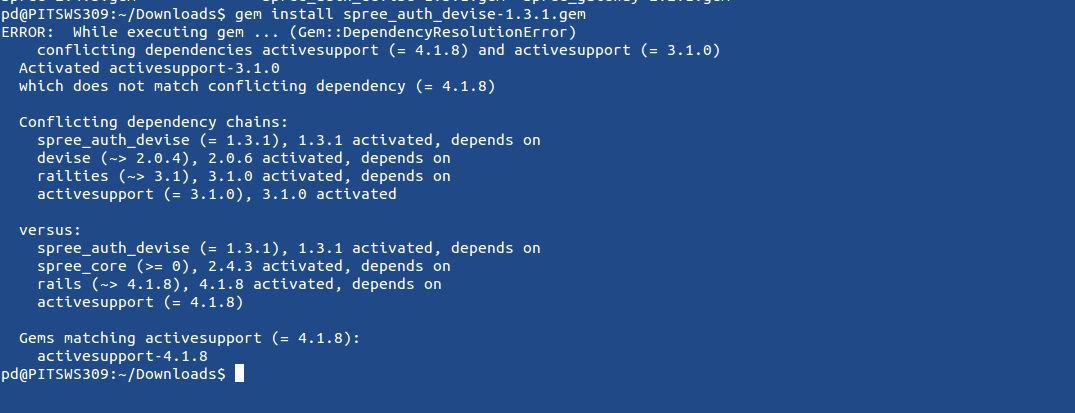 pd@PITSWS309:~/Downloads$ gem install spree_auth_devise-1.3.1.gem
ERROR:  While executing gem ... (Gem::DependencyResolutionError)
    conflicting dependencies activesupport (= 4.1.8) and activesupport (= 3.1.0)
  Activated activesupport-3.1.0
  which does not match conflicting dependency (= 4.1.8)

  Conflicting dependency chains:
    spree_auth_devise (= 1.3.1), 1.3.1 activated, depends on
    devise (~> 2.0.4), 2.0.6 activated, depends on
    railties (~> 3.1), 3.1.0 activated, depends on
    activesupport (= 3.1.0), 3.1.0 activated

  versus:
    spree_auth_devise (= 1.3.1), 1.3.1 activated, depends on
    spree_core (>= 0), 2.4.3 activated, depends on
    rails (~> 4.1.8), 4.1.8 activated, depends on
    activesupport (= 4.1.8)

  Gems matching activesupport (= 4.1.8):
    activesupport-4.1.8
pd@PITSWS309:~/Downloads$